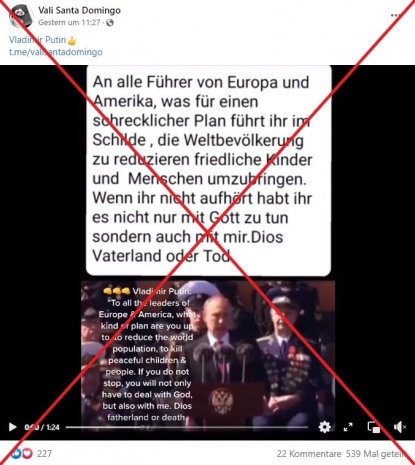 Vali Santa Domingo
Gestern um 11:27
Vladimir Putin👍
t.me/valisantadomingo
An alle Führer von Europa und
Amerika, was für einen
schrecklicher Plan führt ihr im
Schilde , die Weltbevölkerung
zu reduzieren friedliche Kinder
und Menschen umzubringen.
Wenn ihr nicht aufhört habt ihr
es nicht nur mit Gott zu tun
sondern auch mit mir.Dios
Vaterland oder Tod
👊👊👊 Vladimir Putin:
"To all the leaders of
Europe & America, what
kind of plan are you up
to, to reduce the world
population, to kill
peaceful children &
people. If you do not
stop, you will not only
have to deal with God,
but also with me. Dios
fatherland or death.
0:00 / 1:24
227
22 Kommentare 539 Mal geteilt